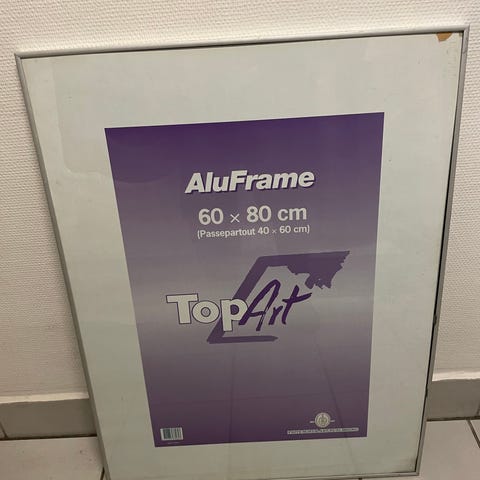 AluFrame
60 × 80 cm
(Passepartout 40 × 60 cm)
TopArt